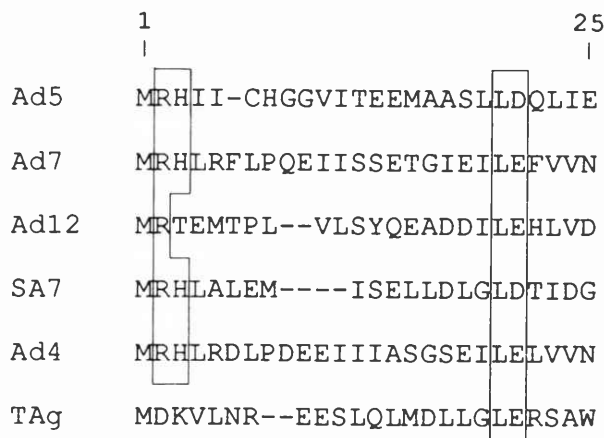 1 25
Ad5 MRHII-CHGGVITEEMAASLLDQLIE
Ad7 MRHLRFLPQEIISSETGIEILEFVVN
Ad12 MRTEMTPL--VLSYQEADDILEHLVD
SA7 MRHLALEM----ISELLDLGLDTIDG
Ad4 MRHLRDLPDEEIIIASGSEILELVVN
TAg MDKVLNR--EESLQLMDLLGLERSAW